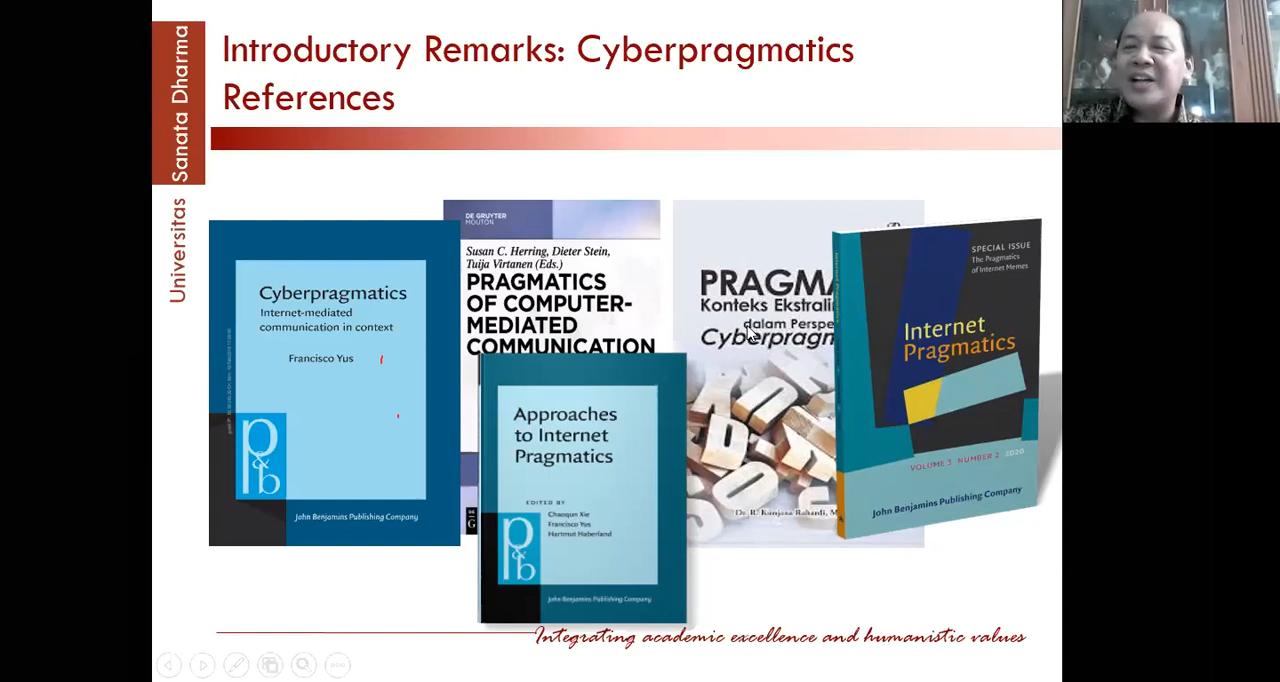 Introductory Remarks: Cyberpragmatics
References
Universitas Sanata Dharma
Cyberpragmatics
Internet-mediated
communication in context
Francisco Yus
p
&
b
John Benjamins Publishing Company
DE GRUYTER
MOUTON
Susan C. Herring, Dieter Stein,
Tuija Virtanen (Eds.)
PRAGMATICS
OF COMPUTER-
MEDIATED
COMMUNICATION
Approaches
to Internet
Pragmatics
EDITED BY
Chaoqun Xie
Francisco Yus
Hartmut Haberland
p
&
b
John Benjamins Publishing Company
PRAGMA
Konteks Ekstrali
dalam Perspe
Cyberpragm
Dr. R. Kunjana Rahardi, M
SPECIAL ISSUE
The Pragmatics
of Internet Memes
Internet
Pragmatics
VOLUME 3 NUMBER 2 2020
John Benjamins Publishing Company
Integrating academic excellence and humanistic values